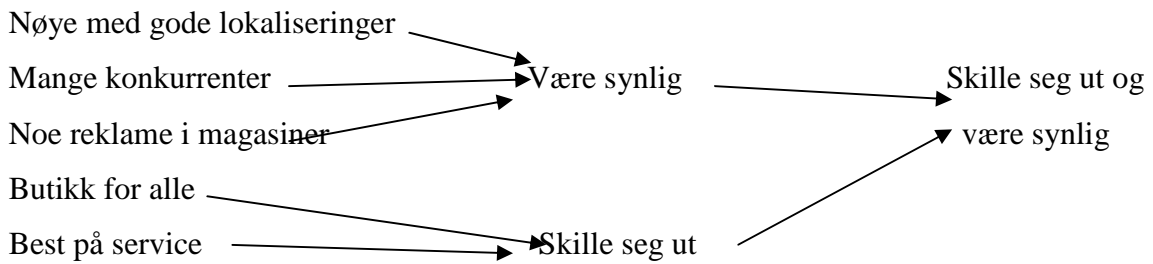 Nøye med gode lokaliseringer
Mange konkurrenter
Være synlig
Skille seg ut og
Noe reklame i magasiner
være synlig
Butikk for alle
Best på service
Skille seg ut